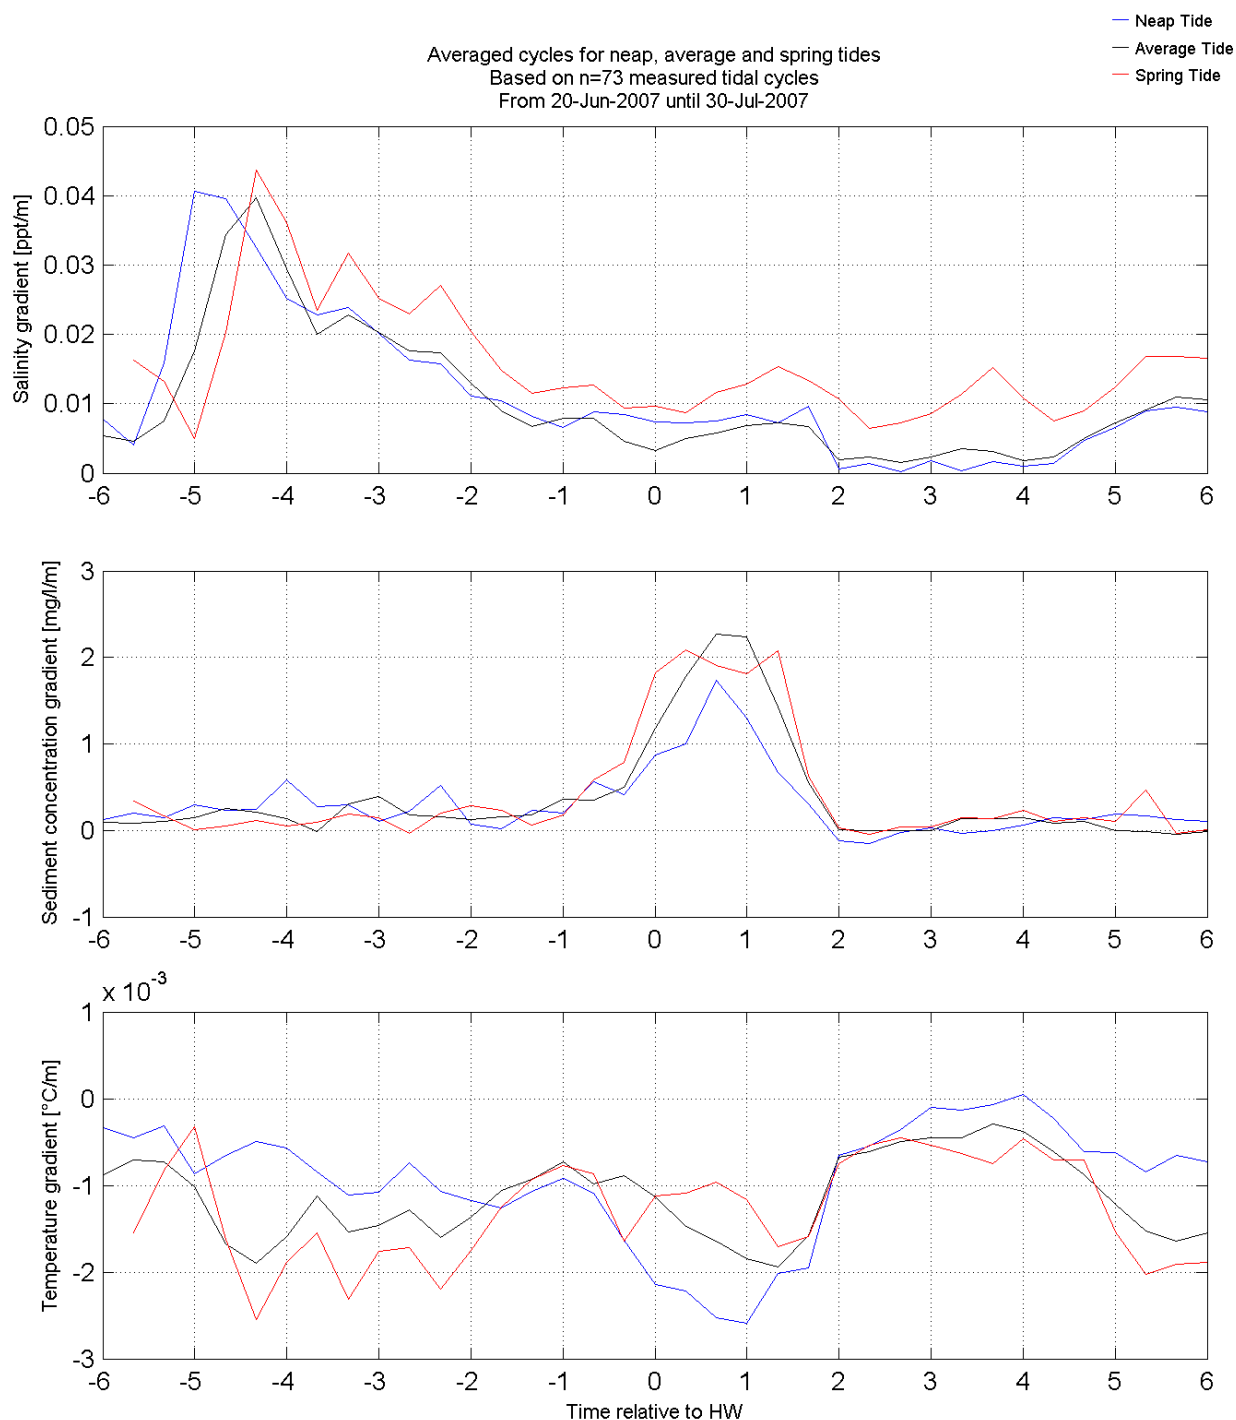 Neap Tide
Average Tide
Spring Tide
Averaged cycles for neap, average and spring tides
Based on n=73 measured tidal cycles
From 20-Jun-2007 until 30-Jul-2007
Salinity gradient [ppt/m]
0.05
0.04
0.03
0.02
0.01
0
-6 -5 -4 -3 -2 -1 0 1 2 3 4 5 6
Sediment concentration gradient [mg/l/m]
3
2
1
0
-1
-6 -5 -4 -3 -2 -1 0 1 2 3 4 5 6
x 10^-3
Temperature gradient [°C/m]
1
0
-1
-2
-3
-6 -5 -4 -3 -2 -1 0 1 2 3 4 5 6
Time relative to HW